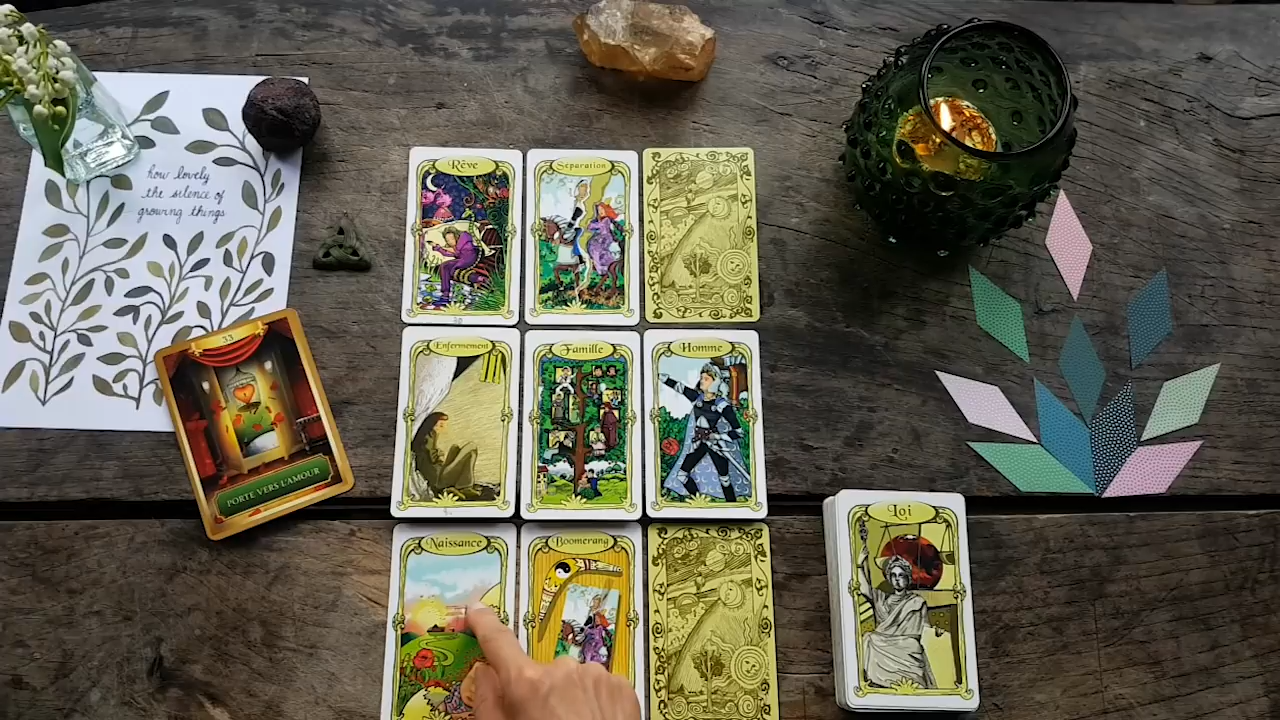 how lovely
the silence of
growing things
Rêve
Séparation
Enfermement
Famille
Homme
33
PORTE VERS L'AMOUR
Naissance
Boomerang
Loi